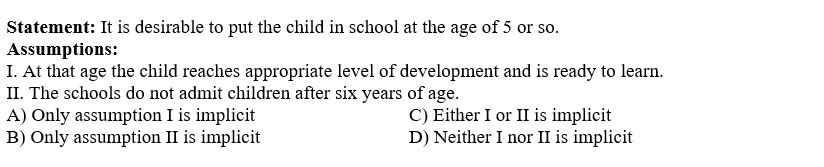 Statement: It is desirable to put the child in school at the age of 5 or so.
Assumptions:
I. At that age the child reaches appropriate level of development and is ready to learn.
II. The schools do not admit children after six years of age.
A) Only assumption I is implicit C) Either I or II is implicit
B) Only assumption II is implicit D) Neither I nor II is implicit